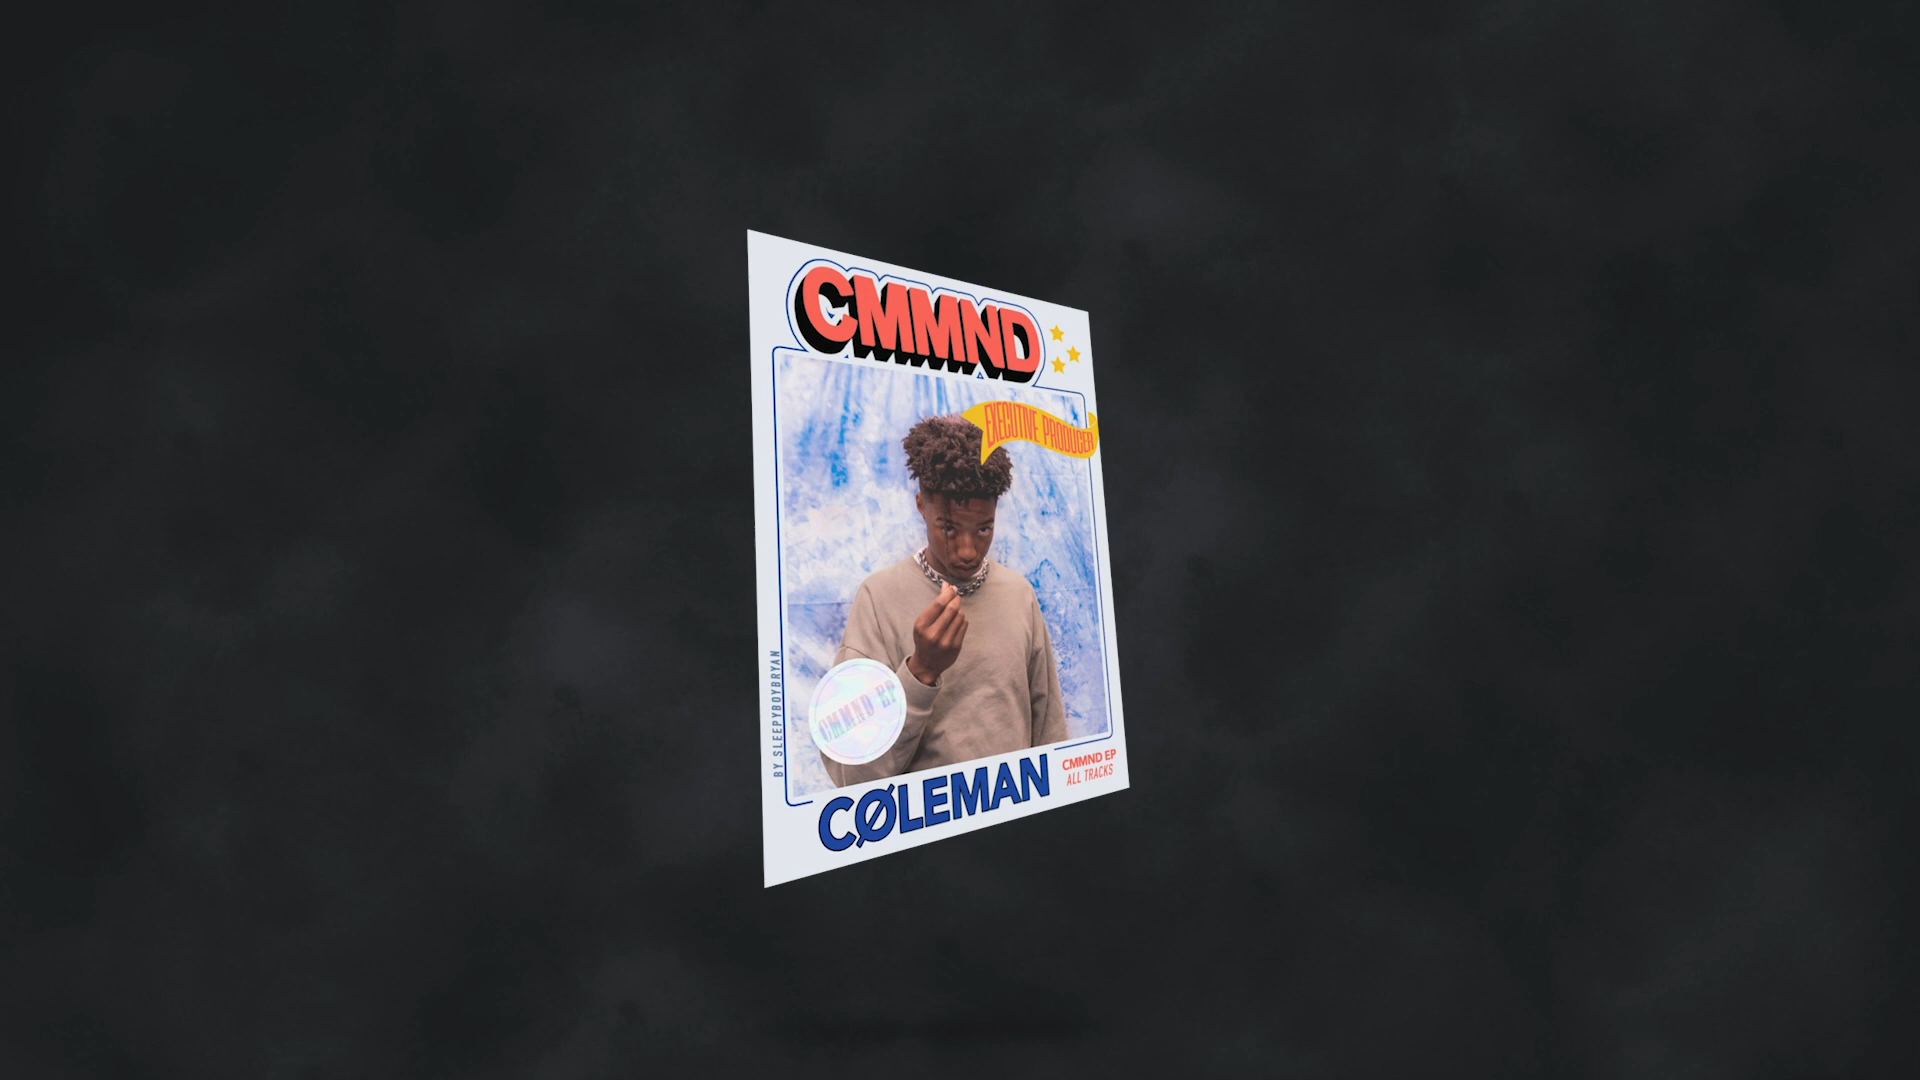 CMMND
EXECUTIVE PRODUCER
CMMND EP
BY SLEEPYBOYBRYAN
CØLEMAN
CMMND EP
ALL TRACKS